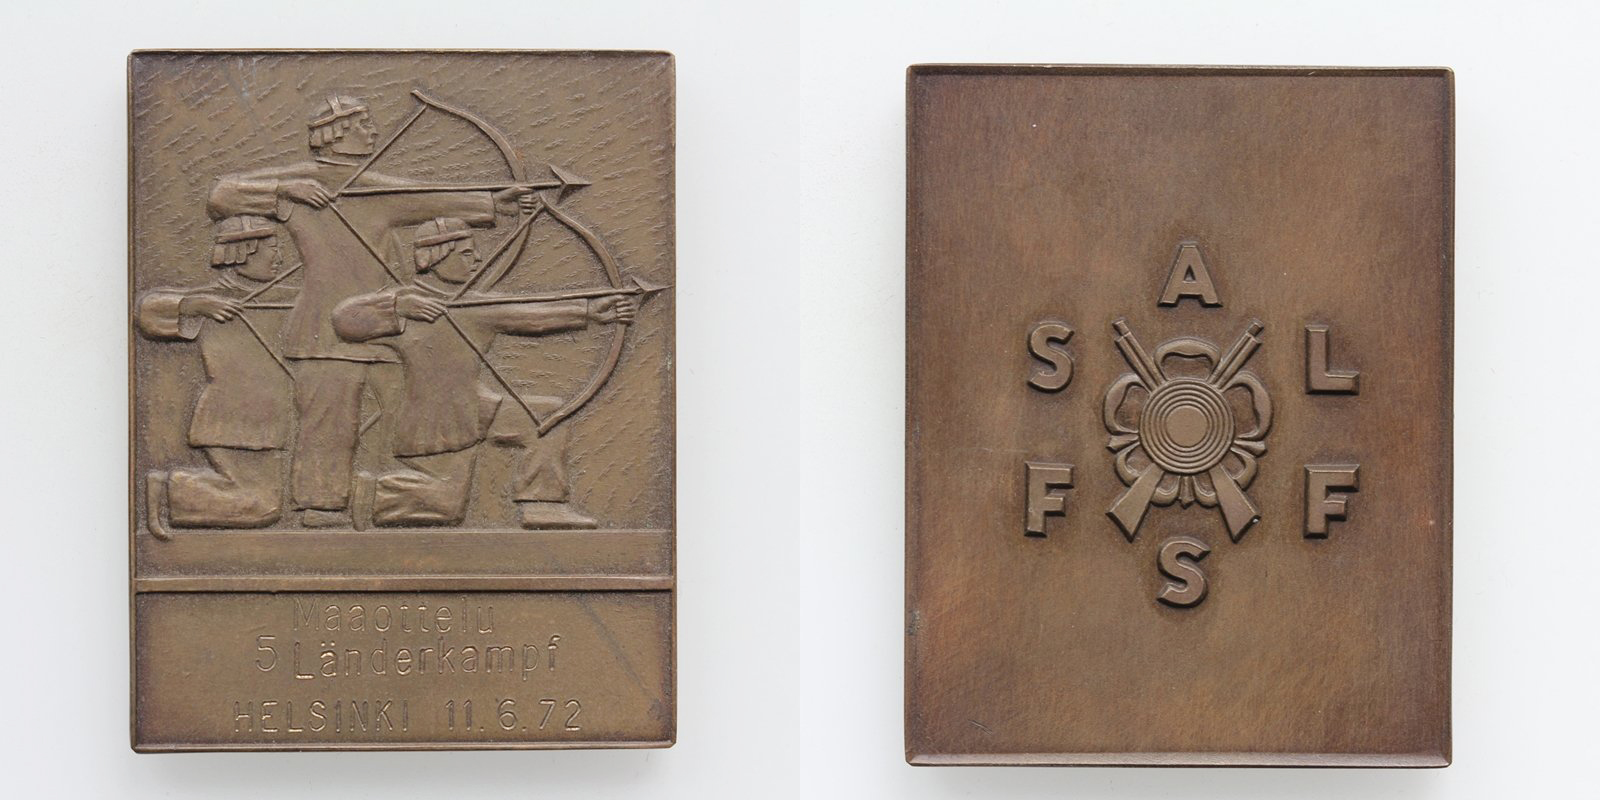 Maaottelu
5 Länderkampf
HELSINKI 11.6.72
A
S L
F F
S